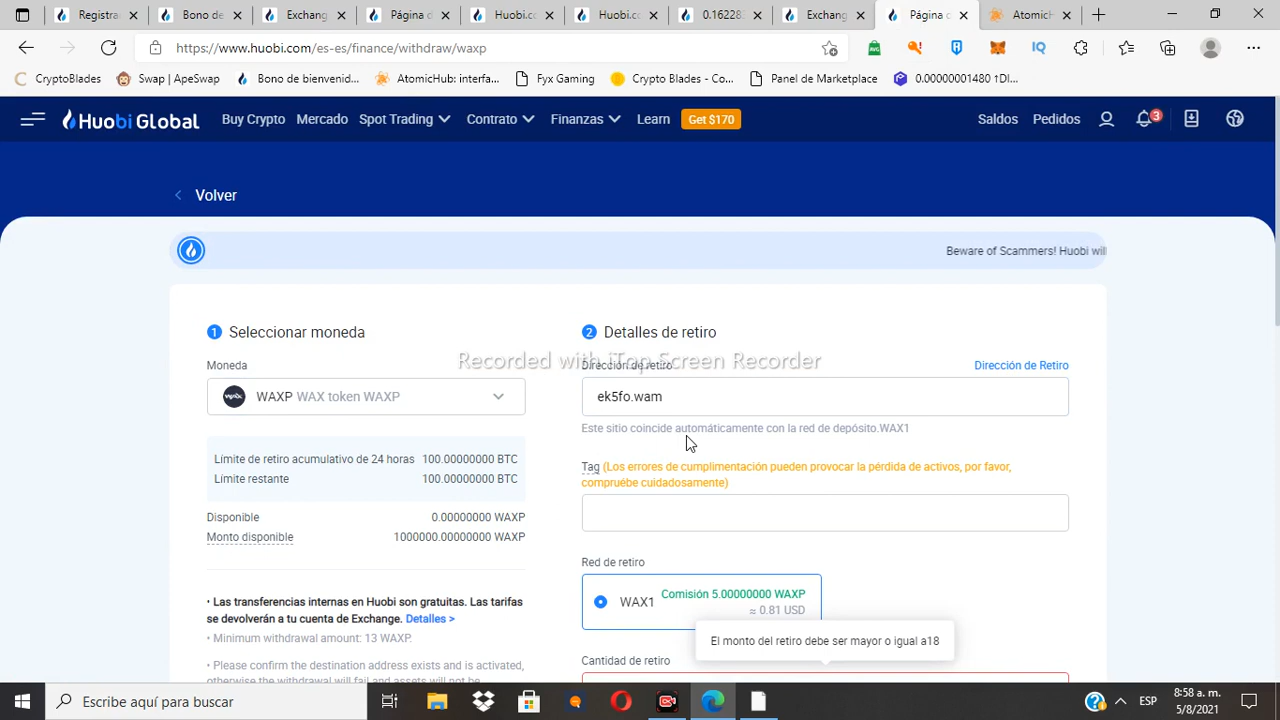 Registra
Bono de
Exchang
Página d
Huobi.co
Huobi.co
0.16228
Exchang
Página d
AtomicH
https://www.huobi.com/es-es/finance/withdraw/waxp
IQ
CryptoBlades
Swap | ApeSwap
Bono de bienvenid...
AtomicHub: interfa...
Fyx Gaming
Crypto Blades - Co...
Panel de Marketplace
0.00000001480 ↑DI...
Huobi Global
Buy Crypto
Mercado
Spot Trading
Contrato
Finanzas
Learn
Get $170
Saldos
Pedidos
3
Volver
Beware of Scammers! Huobi will
1 Seleccionar moneda
Moneda
WAXP WAX token WAXP
Límite de retiro acumulativo de 24 horas 100.00000000 BTC
Límite restante 100.00000000 BTC
Disponible 0.00000000 WAXP
Monto disponible 1000000.00000000 WAXP
• Las transferencias internas en Huobi son gratuitas. Las tarifas
se devolverán a tu cuenta de Exchange. Detalles >
• Minimum withdrawal amount: 13 WAXP.
• Please confirm the destination address exists and is activated,
otherwise the withdrawal will fail and assets will not be
2 Detalles de retiro
Recorded with iTop Screen Recorder
Dirección de retiro
Dirección de Retiro
ek5fo.wam
Este sitio coincide automáticamente con la red de depósito.WAX1
Tag (Los errores de cumplimentación pueden provocar la pérdida de activos, por favor,
compruébe cuidadosamente)
Red de retiro
WAX1
Comisión 5.00000000 WAXP
≈ 0.81 USD
El monto del retiro debe ser mayor o igual a18
Cantidad de retiro
Escribe aquí para buscar
ESP
8:58 a. m.
5/8/2021